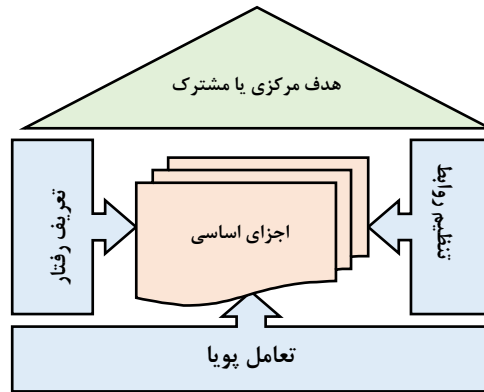 هدف مرکزی یا مشترک
تنظیم روابط
اجزای اساسی
تعریف رفتار
تعامل پویا